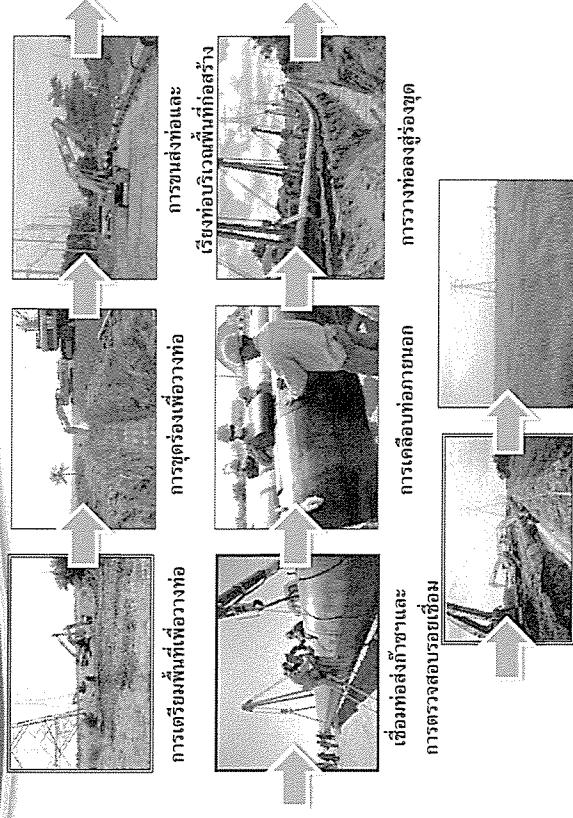 การเตรียมพื้นที่เพื่อวางท่อ
การขุดร่องเพื่อวางท่อ
การขนส่งท่อและ
เรียงท่อบริเวณพื้นที่ก่อสร้าง
เชื่อมท่อส่งก๊าซฯและ
การตรวจสอบรอยเชื่อม
การเคลือบท่อภายนอก
การวางท่อลงสู่ร่องขุด